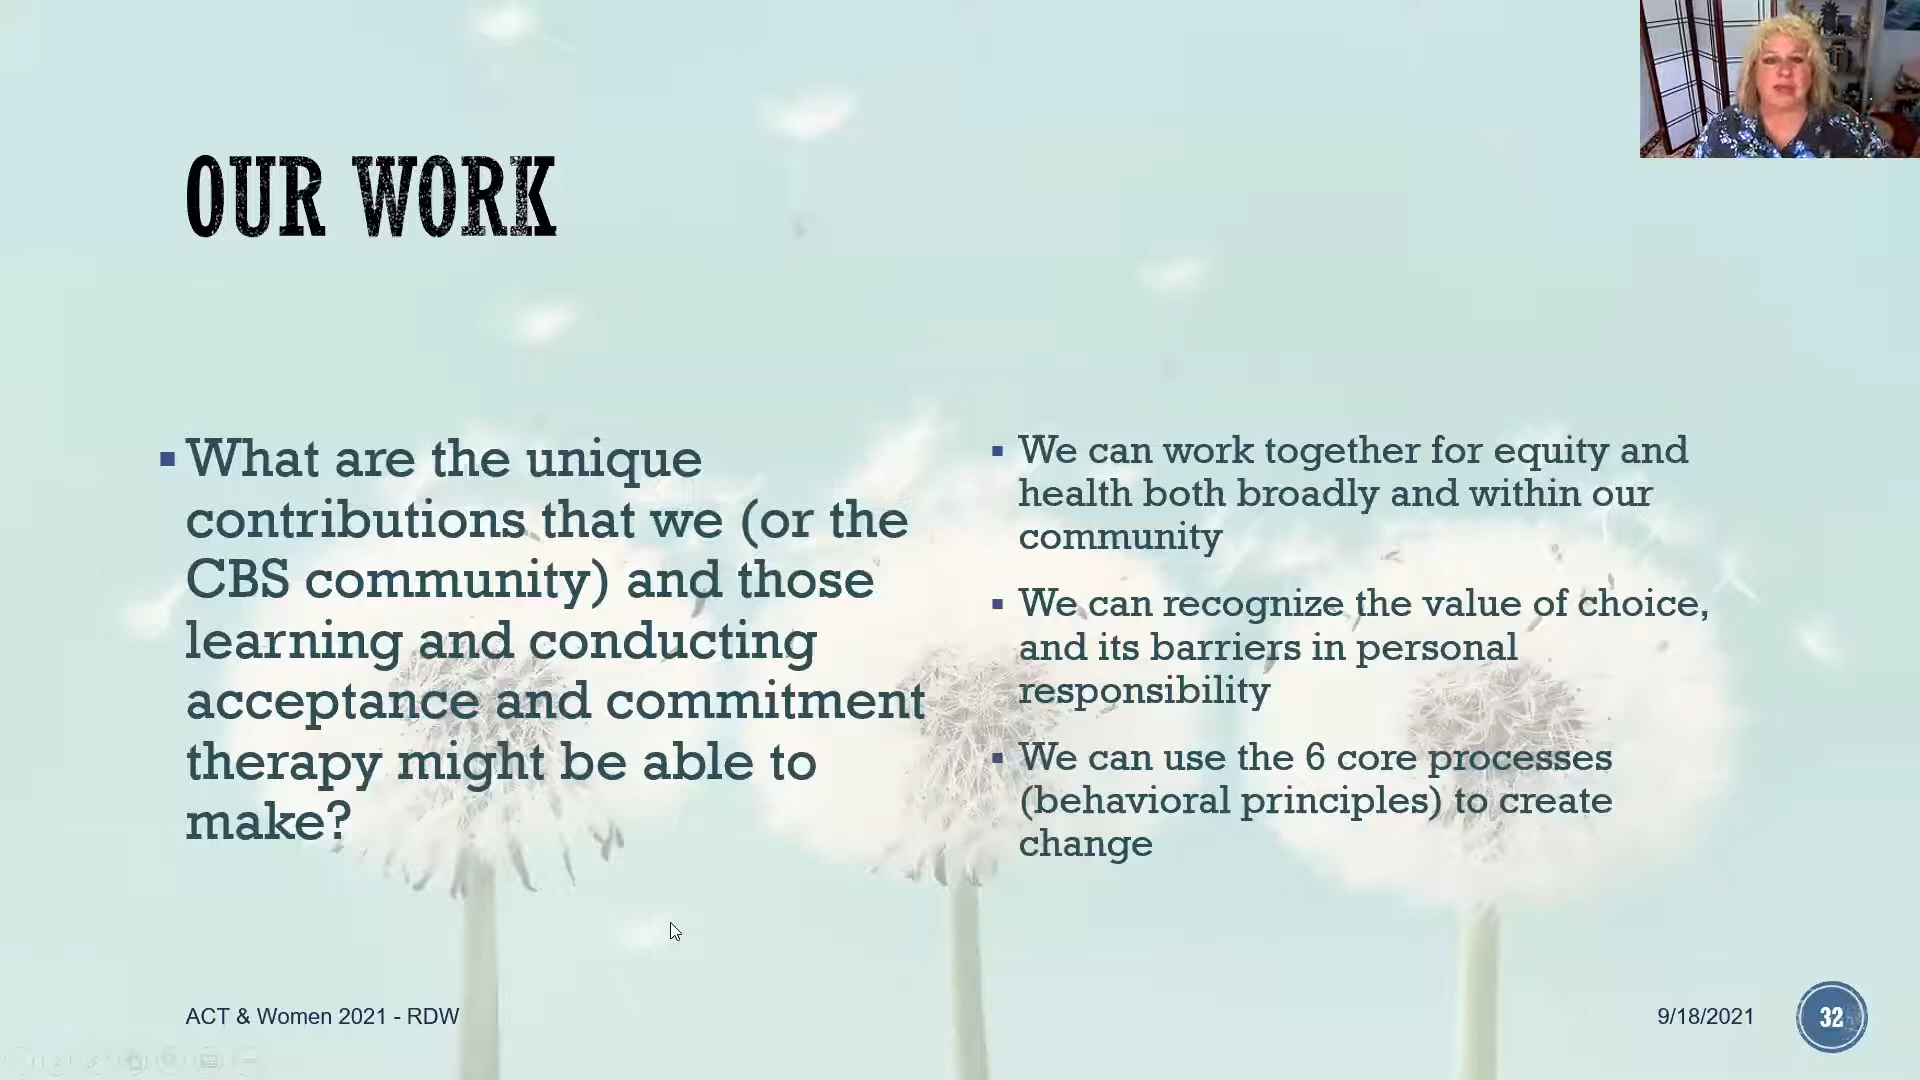 OUR WORK
▪ What are the unique
contributions that we (or the
CBS community) and those
learning and conducting
acceptance and commitment
therapy might be able to
make?
▪ We can work together for equity and
health both broadly and within our
community
▪ We can recognize the value of choice,
and its barriers in personal
responsibility
▪ We can use the 6 core processes
(behavioral principles) to create
change
ACT & Women 2021 - RDW
9/18/2021
32